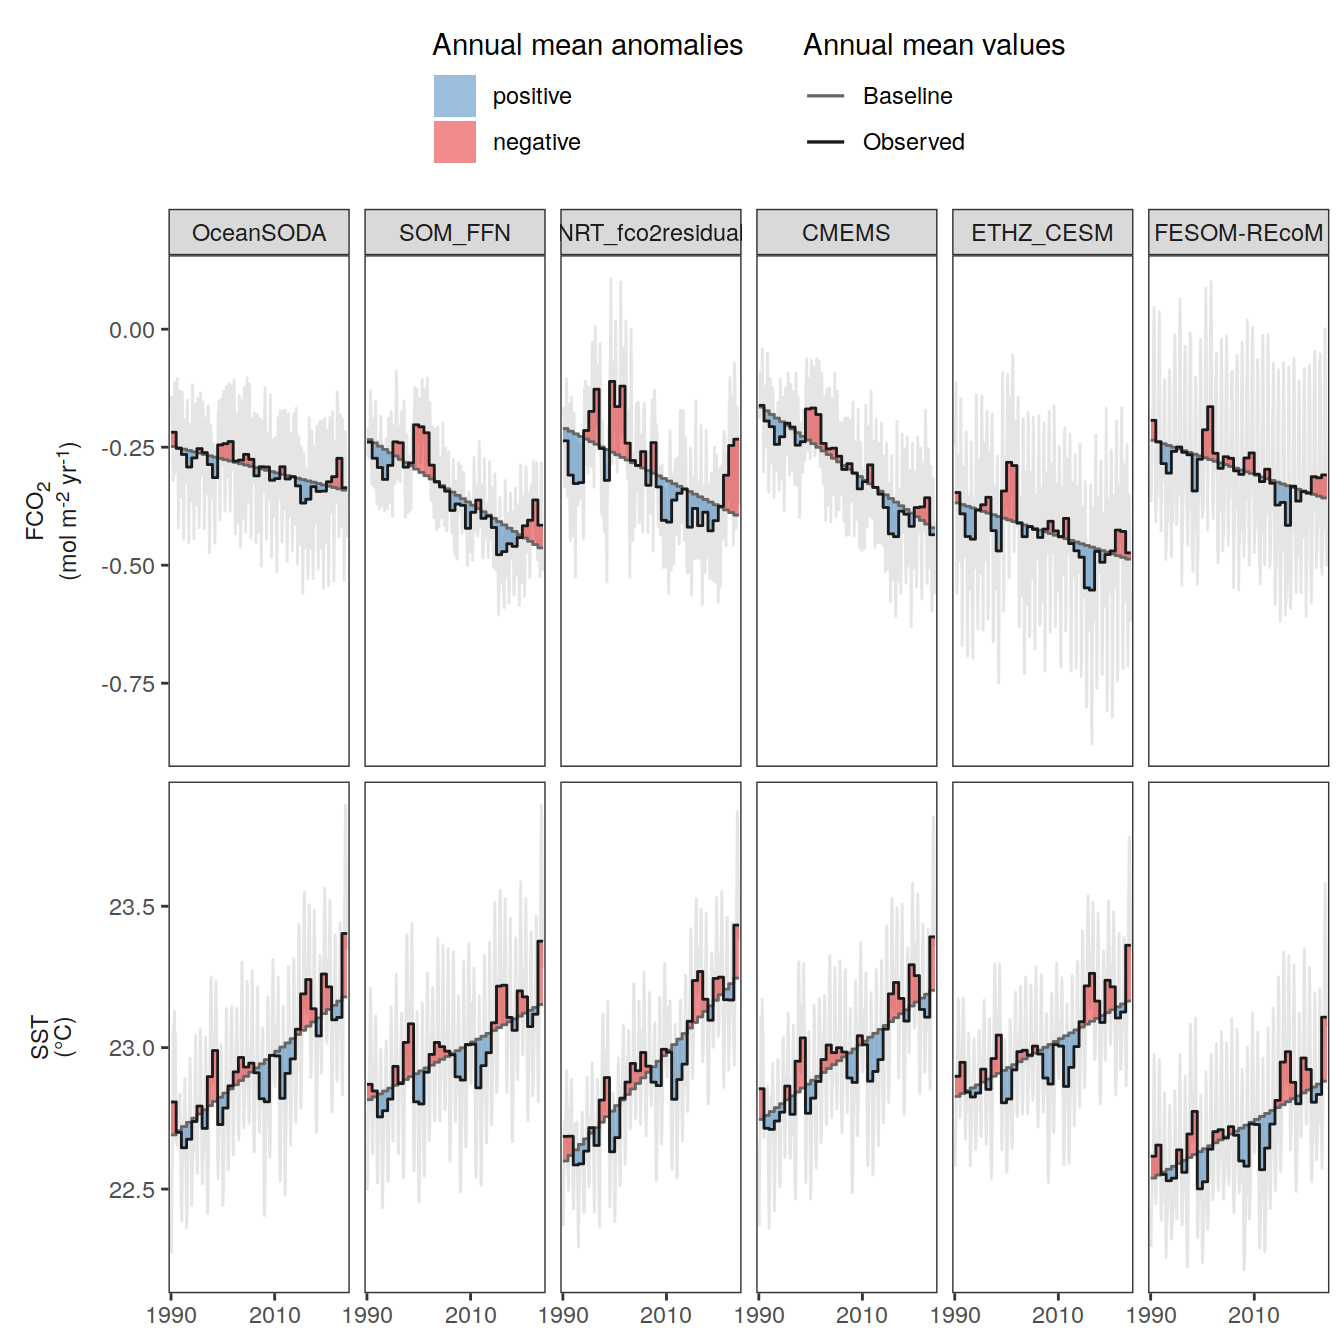 Annual mean anomalies
positive
negative
Annual mean values
Baseline
Observed
OceanSODA
SOM_FFN
NRT_fco2residual
CMEMS
ETHZ_CESM
FESOM-REcoM
FCO2
(mol m-2 yr-1)
0.00
-0.25
-0.50
-0.75
SST
(°C)
23.5
23.0
22.5
1990 2010 1990 2010 1990 2010 1990 2010 1990 2010 1990 2010